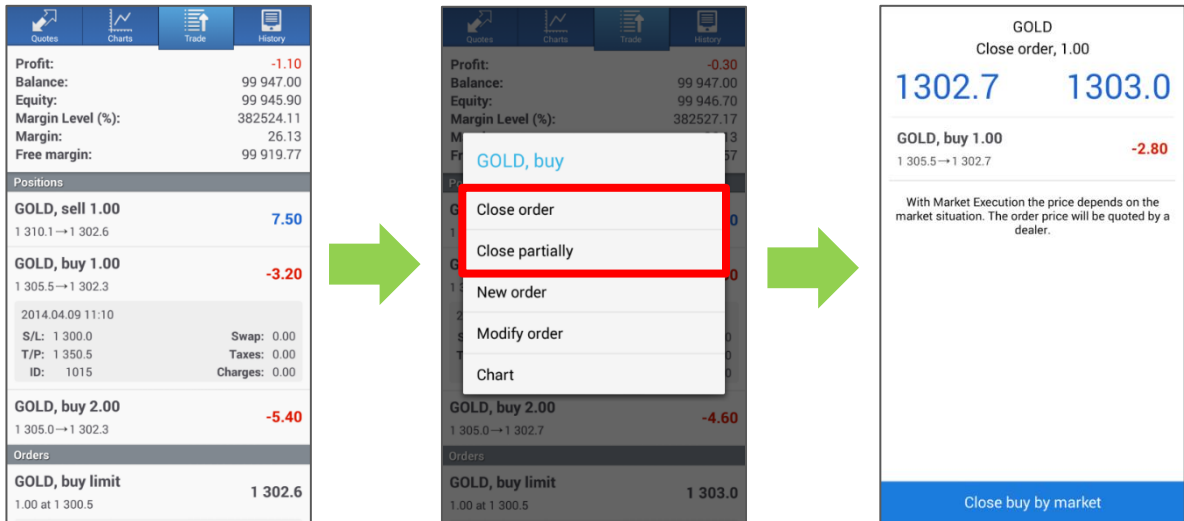 Quotes Charts Trade History
Profit: -1.10
Balance: 99 947.00
Equity: 99 945.90
Margin Level (%): 382524.11
Margin: 26.13
Free margin: 99 919.77
Positions
GOLD, sell 1.00 7.50
1 310.1→1 302.6
GOLD, buy 1.00 -3.20
1 305.5→1 302.3
2014.04.09 11:10
S/L: 1 300.0 Swap: 0.00
T/P: 1 350.5 Taxes: 0.00
ID: 1015 Charges: 0.00
GOLD, buy 2.00 -5.40
1 305.0→1 302.3
Orders
GOLD, buy limit 1 302.6
1.00 at 1 300.5
Quotes Charts Trade History
Profit: -0.30
Balance: 99 947.00
Equity: 99 946.70
Margin Level (%): 382527.17
GOLD, buy
Close order
Close partially
New order
Modify order
Chart
GOLD, buy 2.00 -4.60
1 305.0→1 302.7
Orders
GOLD, buy limit 1 303.0
1.00 at 1 300.5
GOLD
Close order, 1.00
1302.7 1303.0
GOLD, buy 1.00 -2.80
1 305.5→1 302.7
With Market Execution the price depends on the
market situation. The order price will be quoted by a
dealer.
Close buy by market